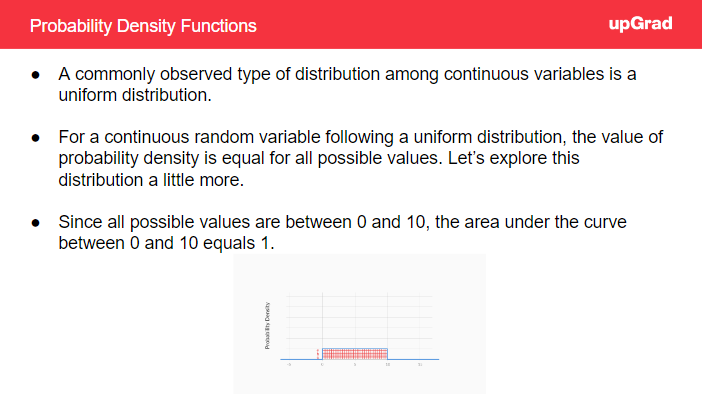 Probability Density Functions
upGrad
● A commonly observed type of distribution among continuous variables is a
uniform distribution.
● For a continuous random variable following a uniform distribution, the value of
probability density is equal for all possible values. Let’s explore this
distribution a little more.
● Since all possible values are between 0 and 10, the area under the curve
between 0 and 10 equals 1.
Probability Density